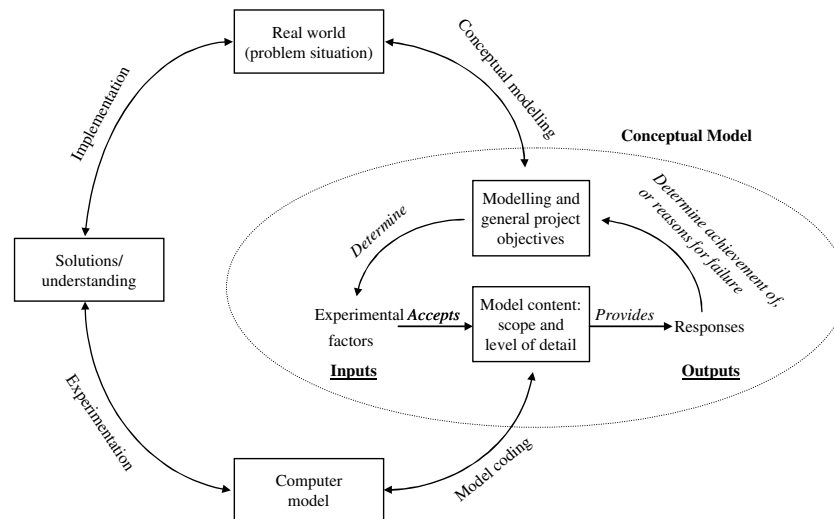 Real world
(problem situation)
Implementation
Conceptual modelling
Conceptual Model
Modelling and
general project
objectives
Determine
Determine achievement of,
or reasons for failure
Solutions/
understanding
Experimental
factors
Accepts
Model content:
scope and
level of detail
Provides
Responses
Inputs
Outputs
Experimentation
Model coding
Computer
model